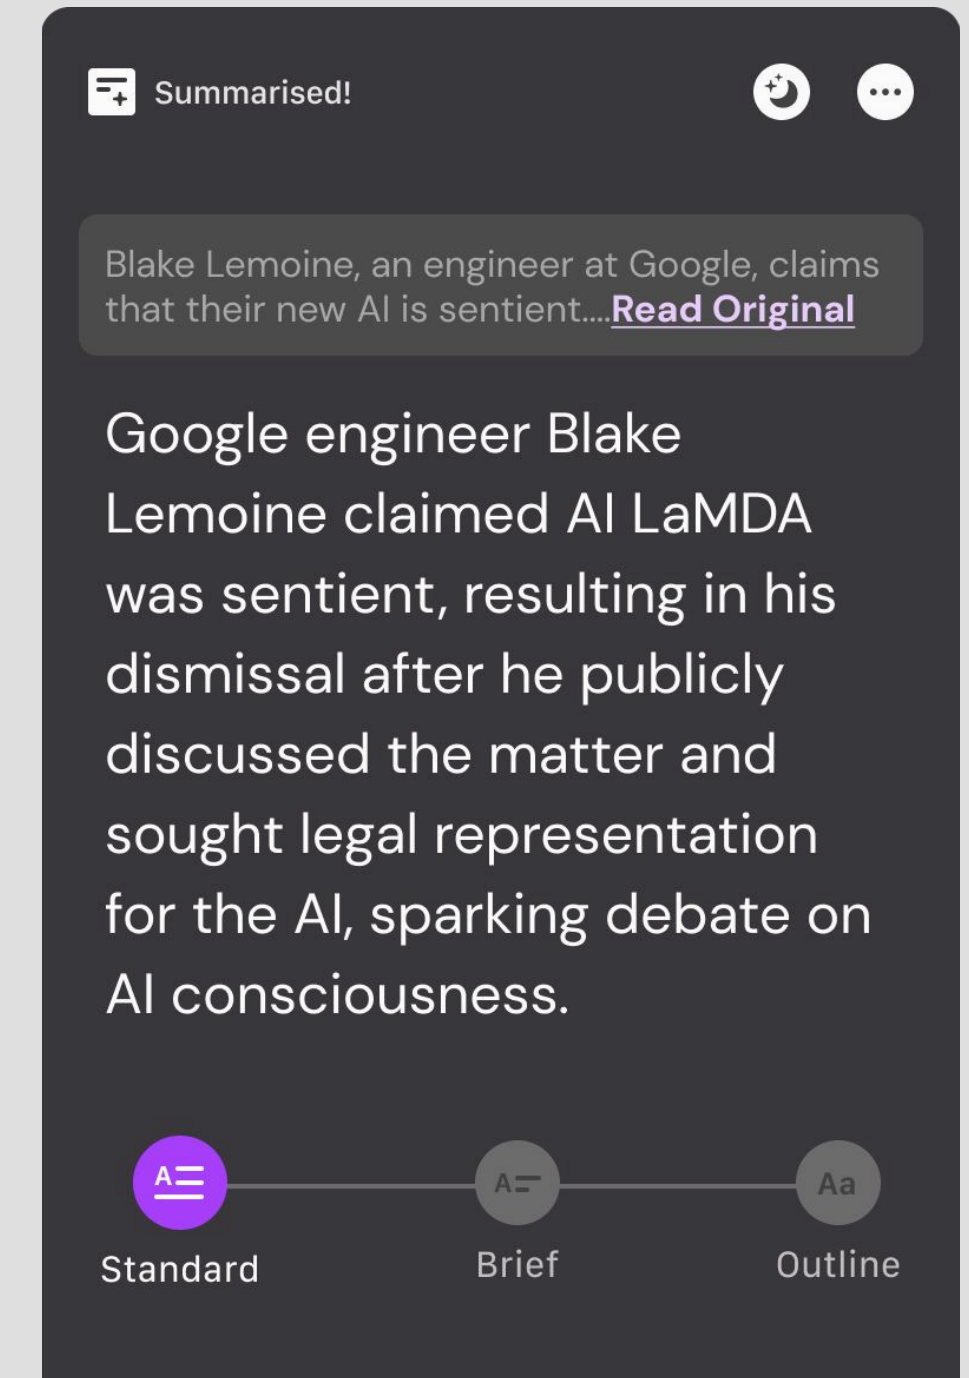 Summarised!
Blake Lemoine, an engineer at Google, claims
that their new AI is sentient....Read Original
Google engineer Blake
Lemoine claimed AI LaMDA
was sentient, resulting in his
dismissal after he publicly
discussed the matter and
sought legal representation
for the AI, sparking debate on
AI consciousness.
A A Aa
Standard Brief Outline